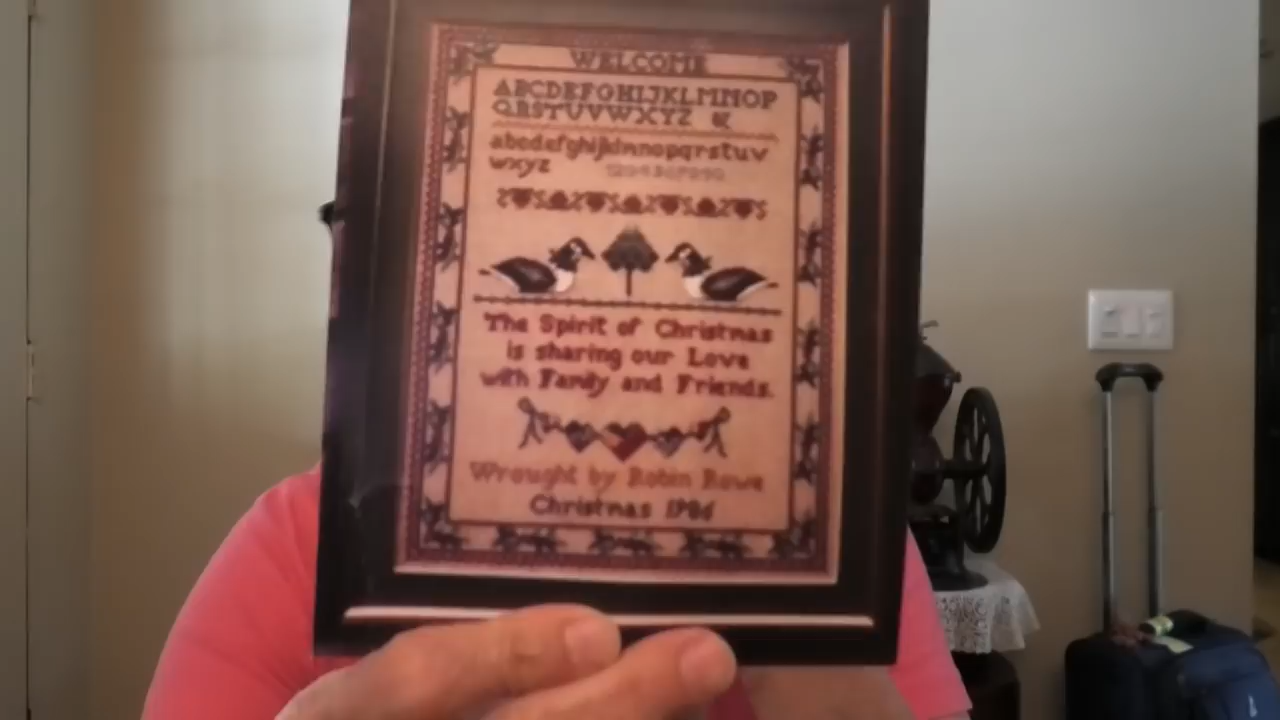 WELCOME
ABCDEFGHIJKLMNOP
QRSTUVWXYZ &
abcdefghijklmnopqrstuv
wxyz 1234567890
The Spirit of Christmas
is sharing our Love
with Family and Friends.
Wrought by Robin Rowe
Christmas 1986